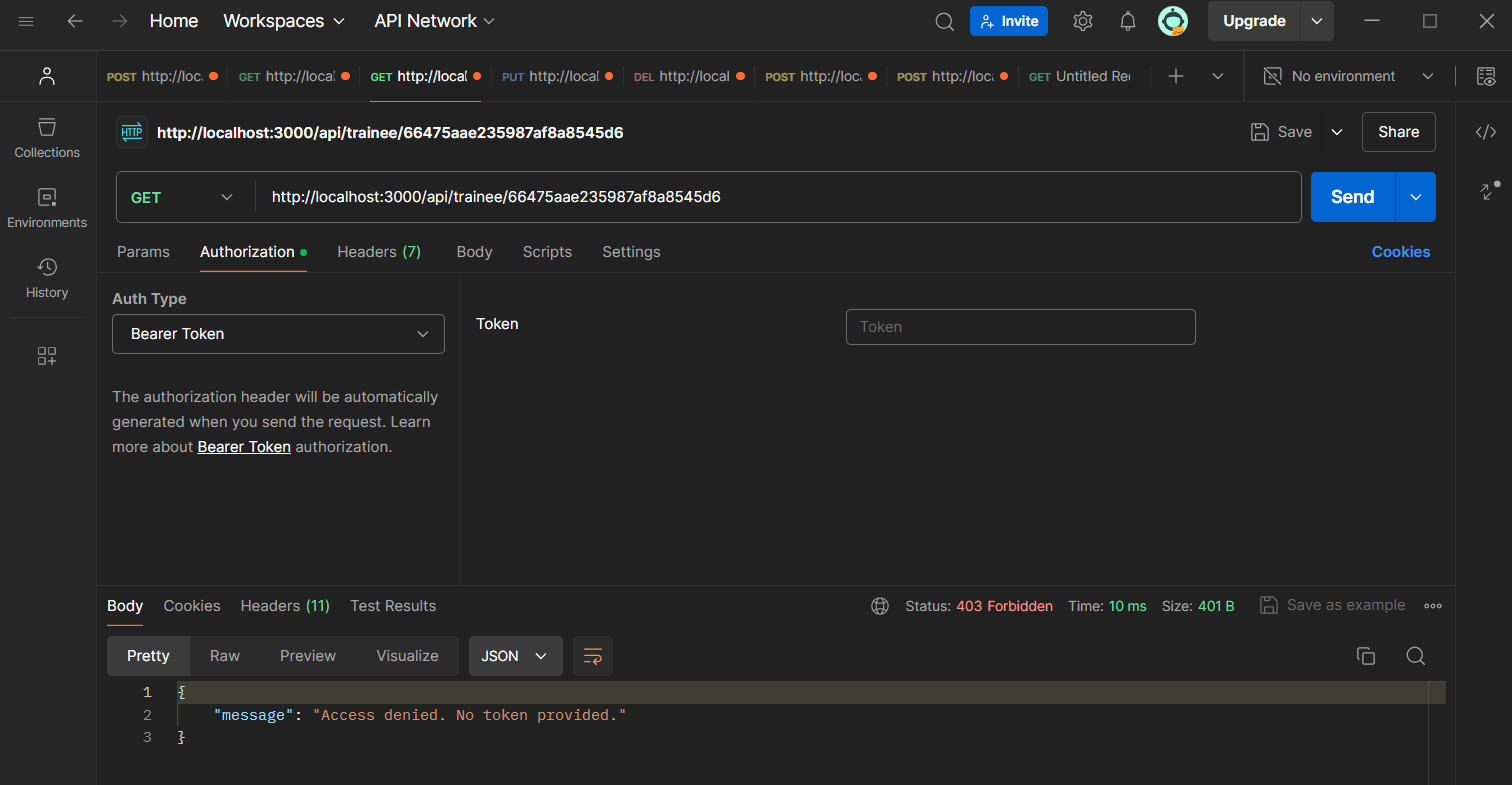 Home Workspaces API Network Invite Upgrade
POST http://loc. GET http://local GET http://local PUT http://local DEL http://local POST http://loc. POST http://loc. GET Untitled Re No environment
HTTP http://localhost:3000/api/trainee/66475aae235987af8a8545d6 Save Share
Collections
GET http://localhost:3000/api/trainee/66475aae235987af8a8545d6 Send
Environments
Params Authorization Headers (7) Body Scripts Settings Cookies
History
Auth Type
Bearer Token
Token Token
The authorization header will be automatically
generated when you send the request. Learn
more about Bearer Token authorization.
Body Cookies Headers (11) Test Results Status: 403 Forbidden Time: 10 ms Size: 401 B Save as example
Pretty Raw Preview Visualize JSON
1 {
2 "message": "Access denied. No token provided."
3 }